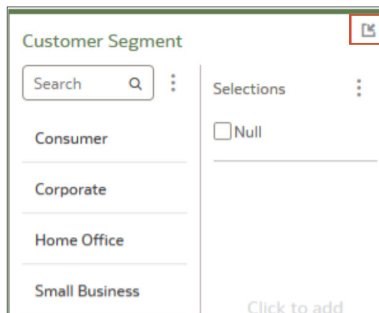 Customer Segment
Search
Selections
Null
Consumer
Corporate
Home Office
Small Business
Click to add